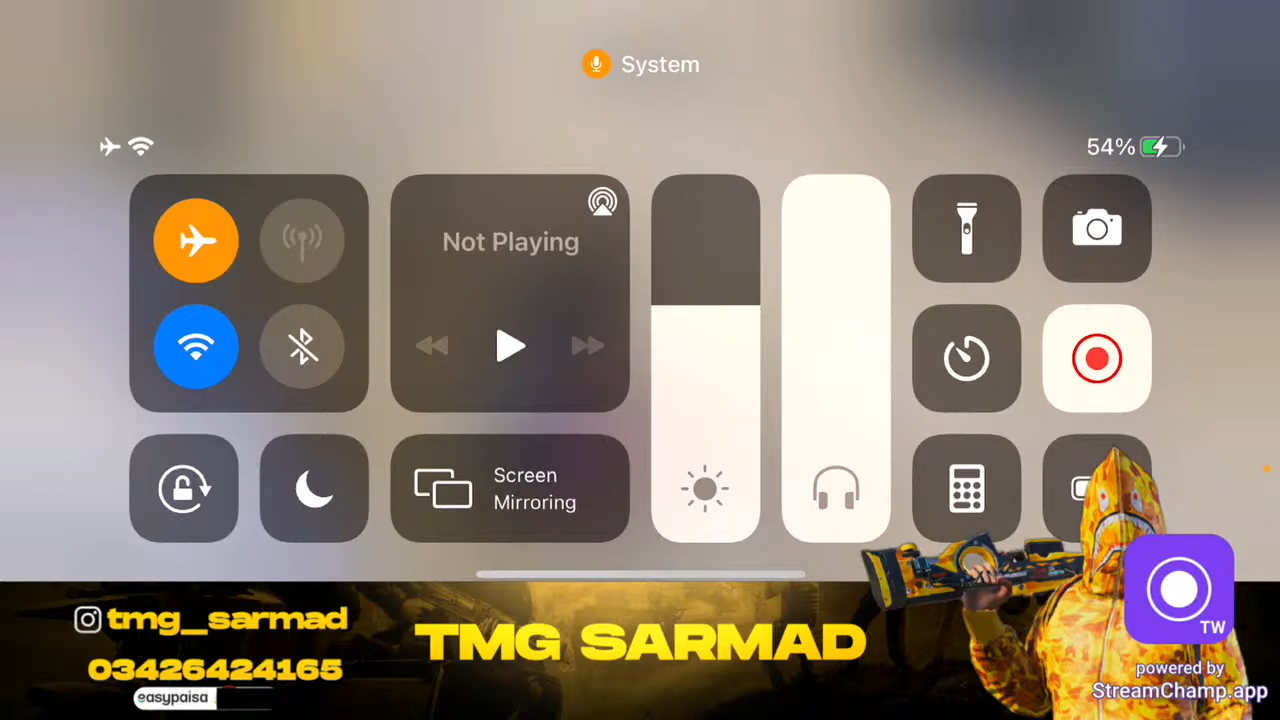 System
54%
Not Playing
Screen
Mirroring
tmg_sarmad
TMG SARMAD
03426424165
easypaisa
TW
powered by
StreamChamp.app